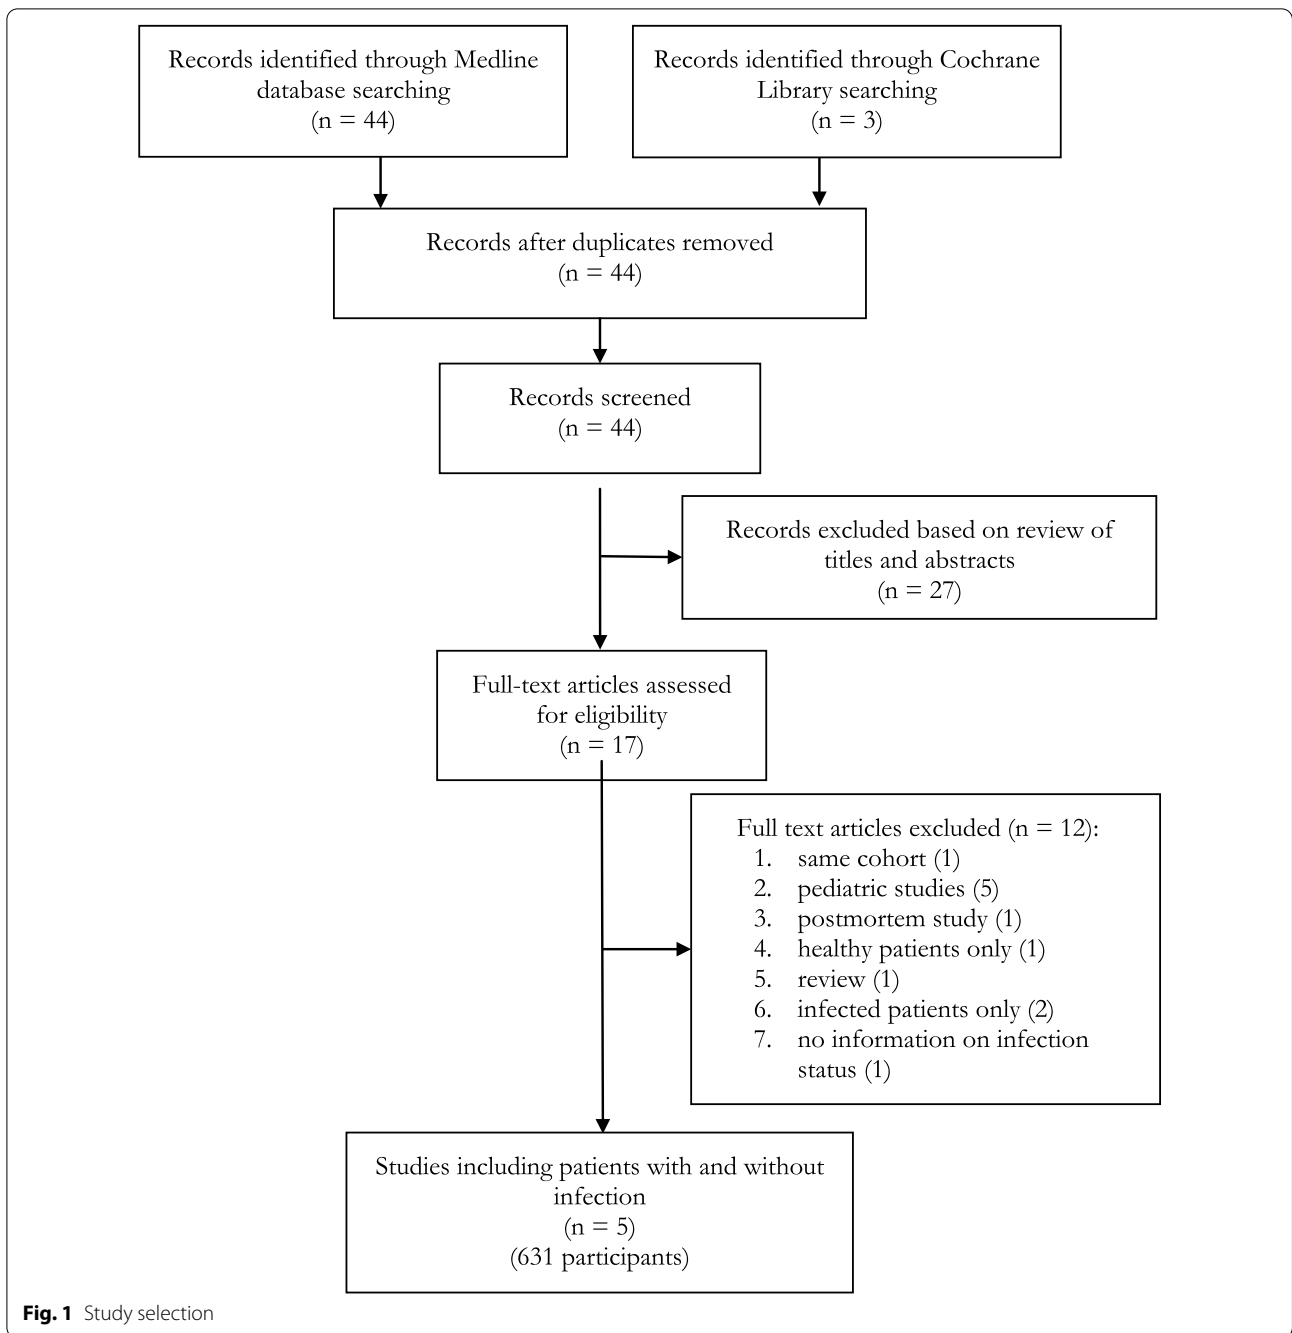 Records identified through Medline
database searching
(n = 44)
Records identified through Cochrane
Library searching
(n = 3)
Records after duplicates removed
(n = 44)
Records screened
(n = 44)
Records excluded based on review of
titles and abstracts
(n = 27)
Full-text articles assessed
for eligibility
(n = 17)
Full text articles excluded (n = 12):
1. same cohort (1)
2. pediatric studies (5)
3. postmortem study (1)
4. healthy patients only (1)
5. review (1)
6. infected patients only (2)
7. no information on infection
status (1)
Studies including patients with and without
infection
(n = 5)
(631 participants)
Fig. 1 Study selection